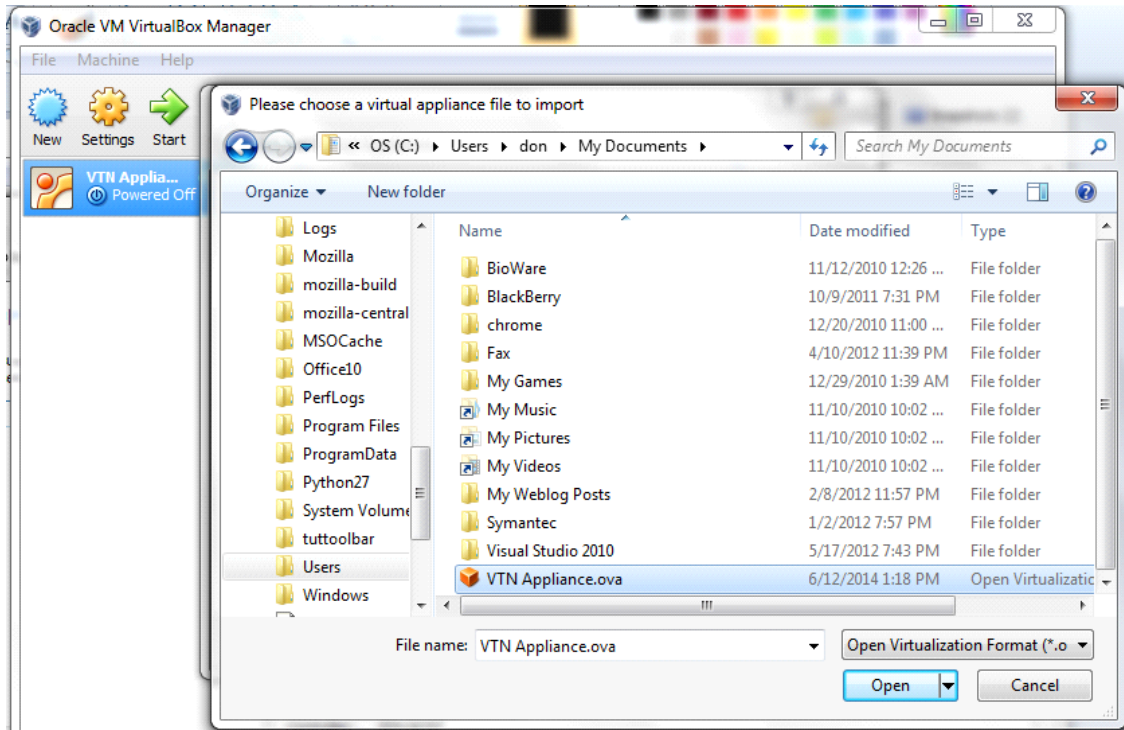 Oracle VM VirtualBox Manager
File Machine Help
New Settings Start
VTN Applia...
Powered Off
Please choose a virtual appliance file to import
« OS (C:) ▸ Users ▸ don ▸ My Documents ▸
Search My Documents
Organize ▾ New folder
Logs
Mozilla
mozilla-build
mozilla-central
MSOCache
Office10
PerfLogs
Program Files
ProgramData
Python27
System Volume
tuttoolbar
Users
Windows
Name Date modified Type
BioWare 11/12/2010 12:26 ... File folder
BlackBerry 10/9/2011 7:31 PM File folder
chrome 12/20/2010 11:00 ... File folder
Fax 4/10/2012 11:39 PM File folder
My Games 12/29/2010 1:39 AM File folder
My Music 11/10/2010 10:02 ... File folder
My Pictures 11/10/2010 10:02 ... File folder
My Videos 11/10/2010 10:02 ... File folder
My Weblog Posts 2/8/2012 11:57 PM File folder
Symantec 1/2/2012 7:57 PM File folder
Visual Studio 2010 5/17/2012 7:43 PM File folder
VTN Appliance.ova 6/12/2014 1:18 PM Open Virtualizatic
File name: VTN Appliance.ova
Open Virtualization Format (*.o
Open Cancel